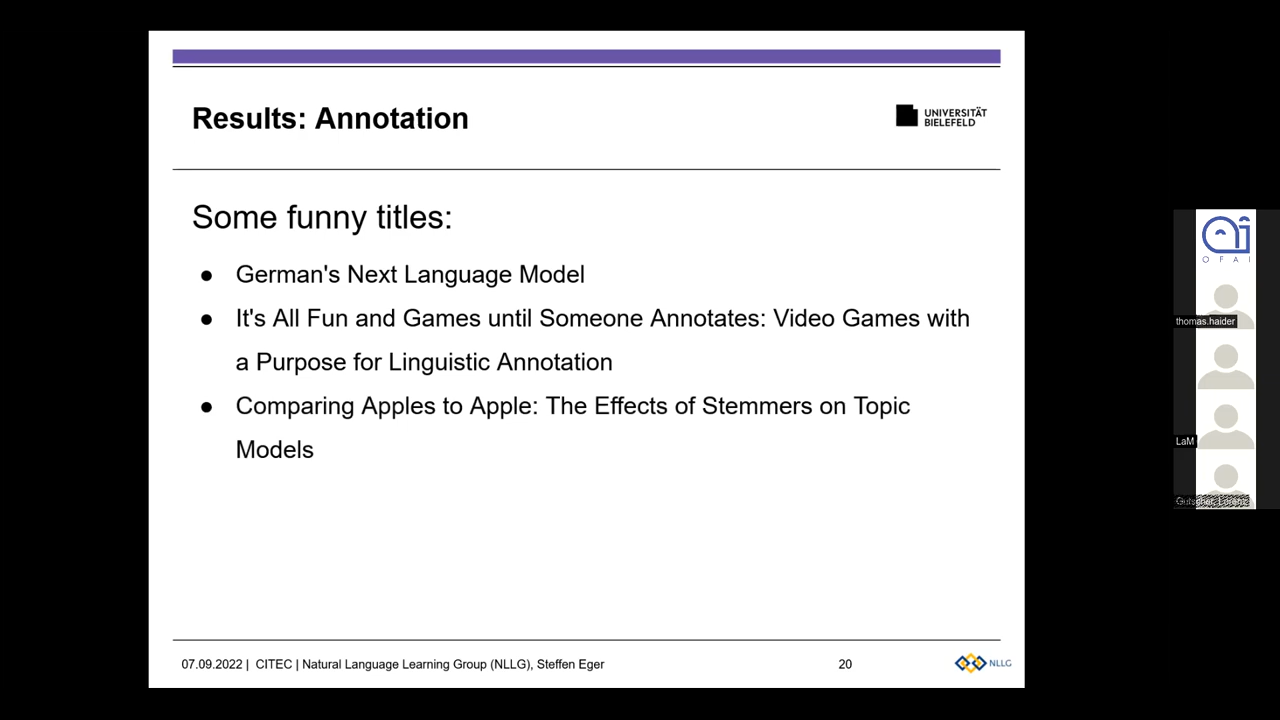 Results: Annotation
UNIVERSITÄT
BIELEFELD
Some funny titles:
● German's Next Language Model
● It's All Fun and Games until Someone Annotates: Video Games with
a Purpose for Linguistic Annotation
● Comparing Apples to Apple: The Effects of Stemmers on Topic
Models
07.09.2022 | CITEC | Natural Language Learning Group (NLLG), Steffen Eger
20
NLLG
OFAI
thomas.haider
LaM